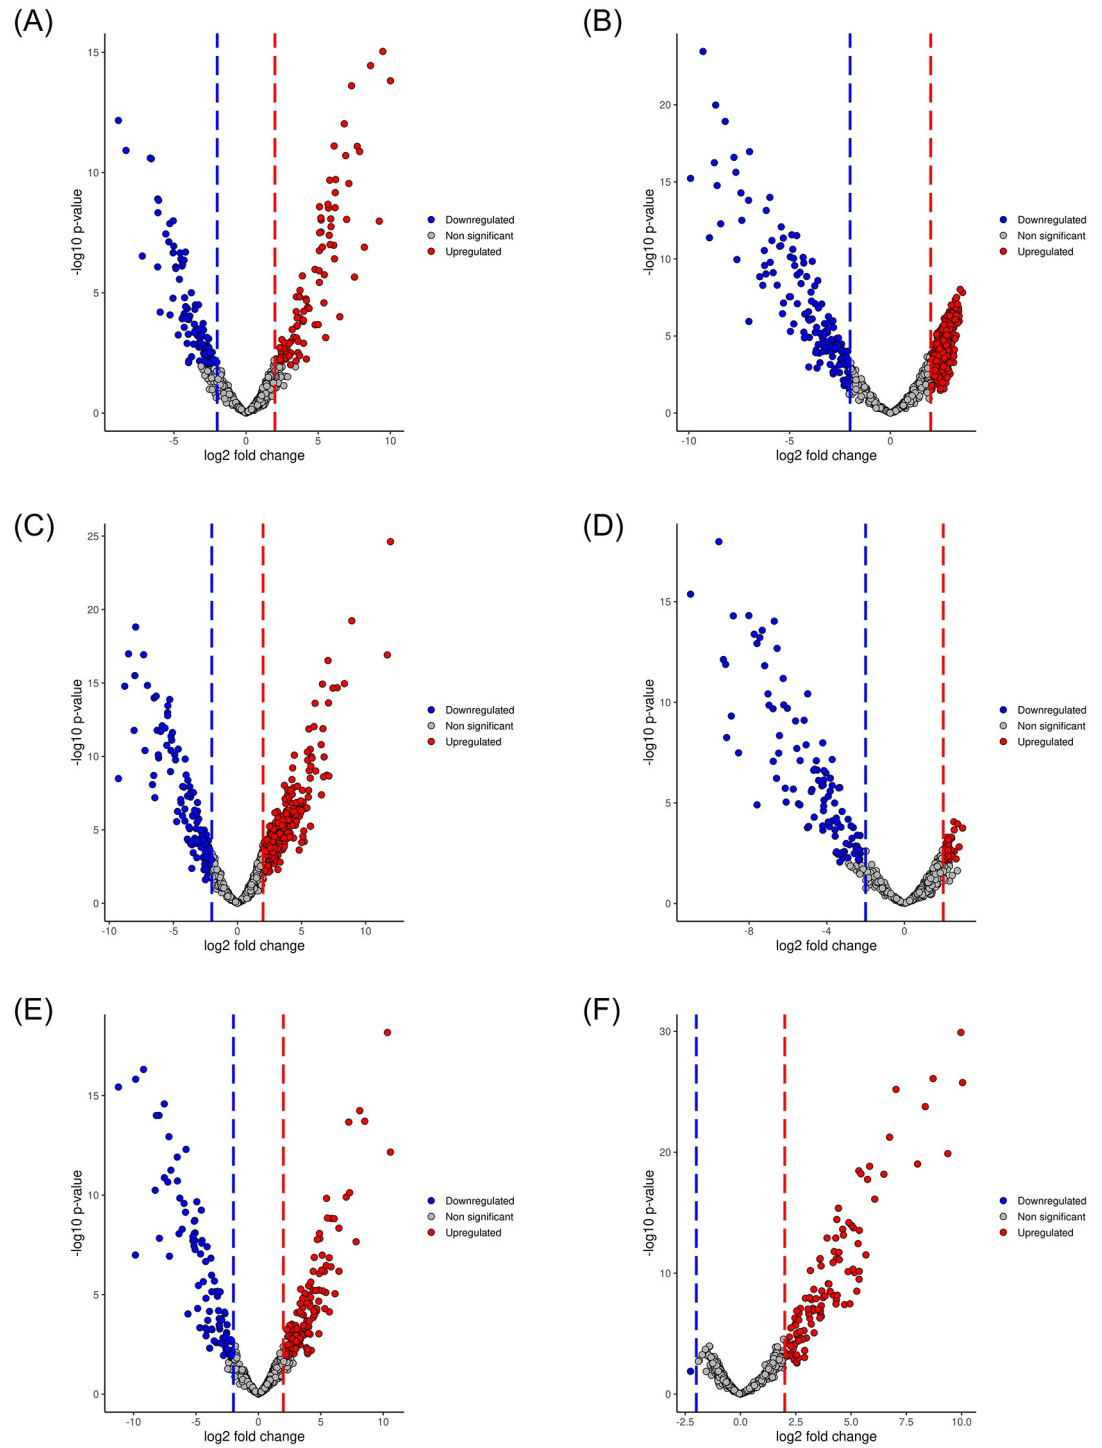 (A)
15
10
5
0
-log10 p-value
-5
0
5
10
log2 fold change
Downregulated
Non significant
Upregulated
(B)
20
15
10
5
0
-log10 p-value
-10
-5
0
log2 fold change
Downregulated
Non significant
Upregulated
(C)
25
20
15
10
5
0
-log10 p-value
-10
-5
0
5
10
log2 fold change
Downregulated
Non significant
Upregulated
(D)
15
10
5
0
-log10 p-value
-8
-4
0
log2 fold change
Downregulated
Non significant
Upregulated
(E)
15
10
5
0
-log10 p-value
-10
-5
0
5
10
log2 fold change
Downregulated
Non significant
Upregulated
(F)
30
20
10
0
-log10 p-value
-2.5
0.0
2.5
5.0
7.5
10.0
log2 fold change
Downregulated
Non significant
Upregulated